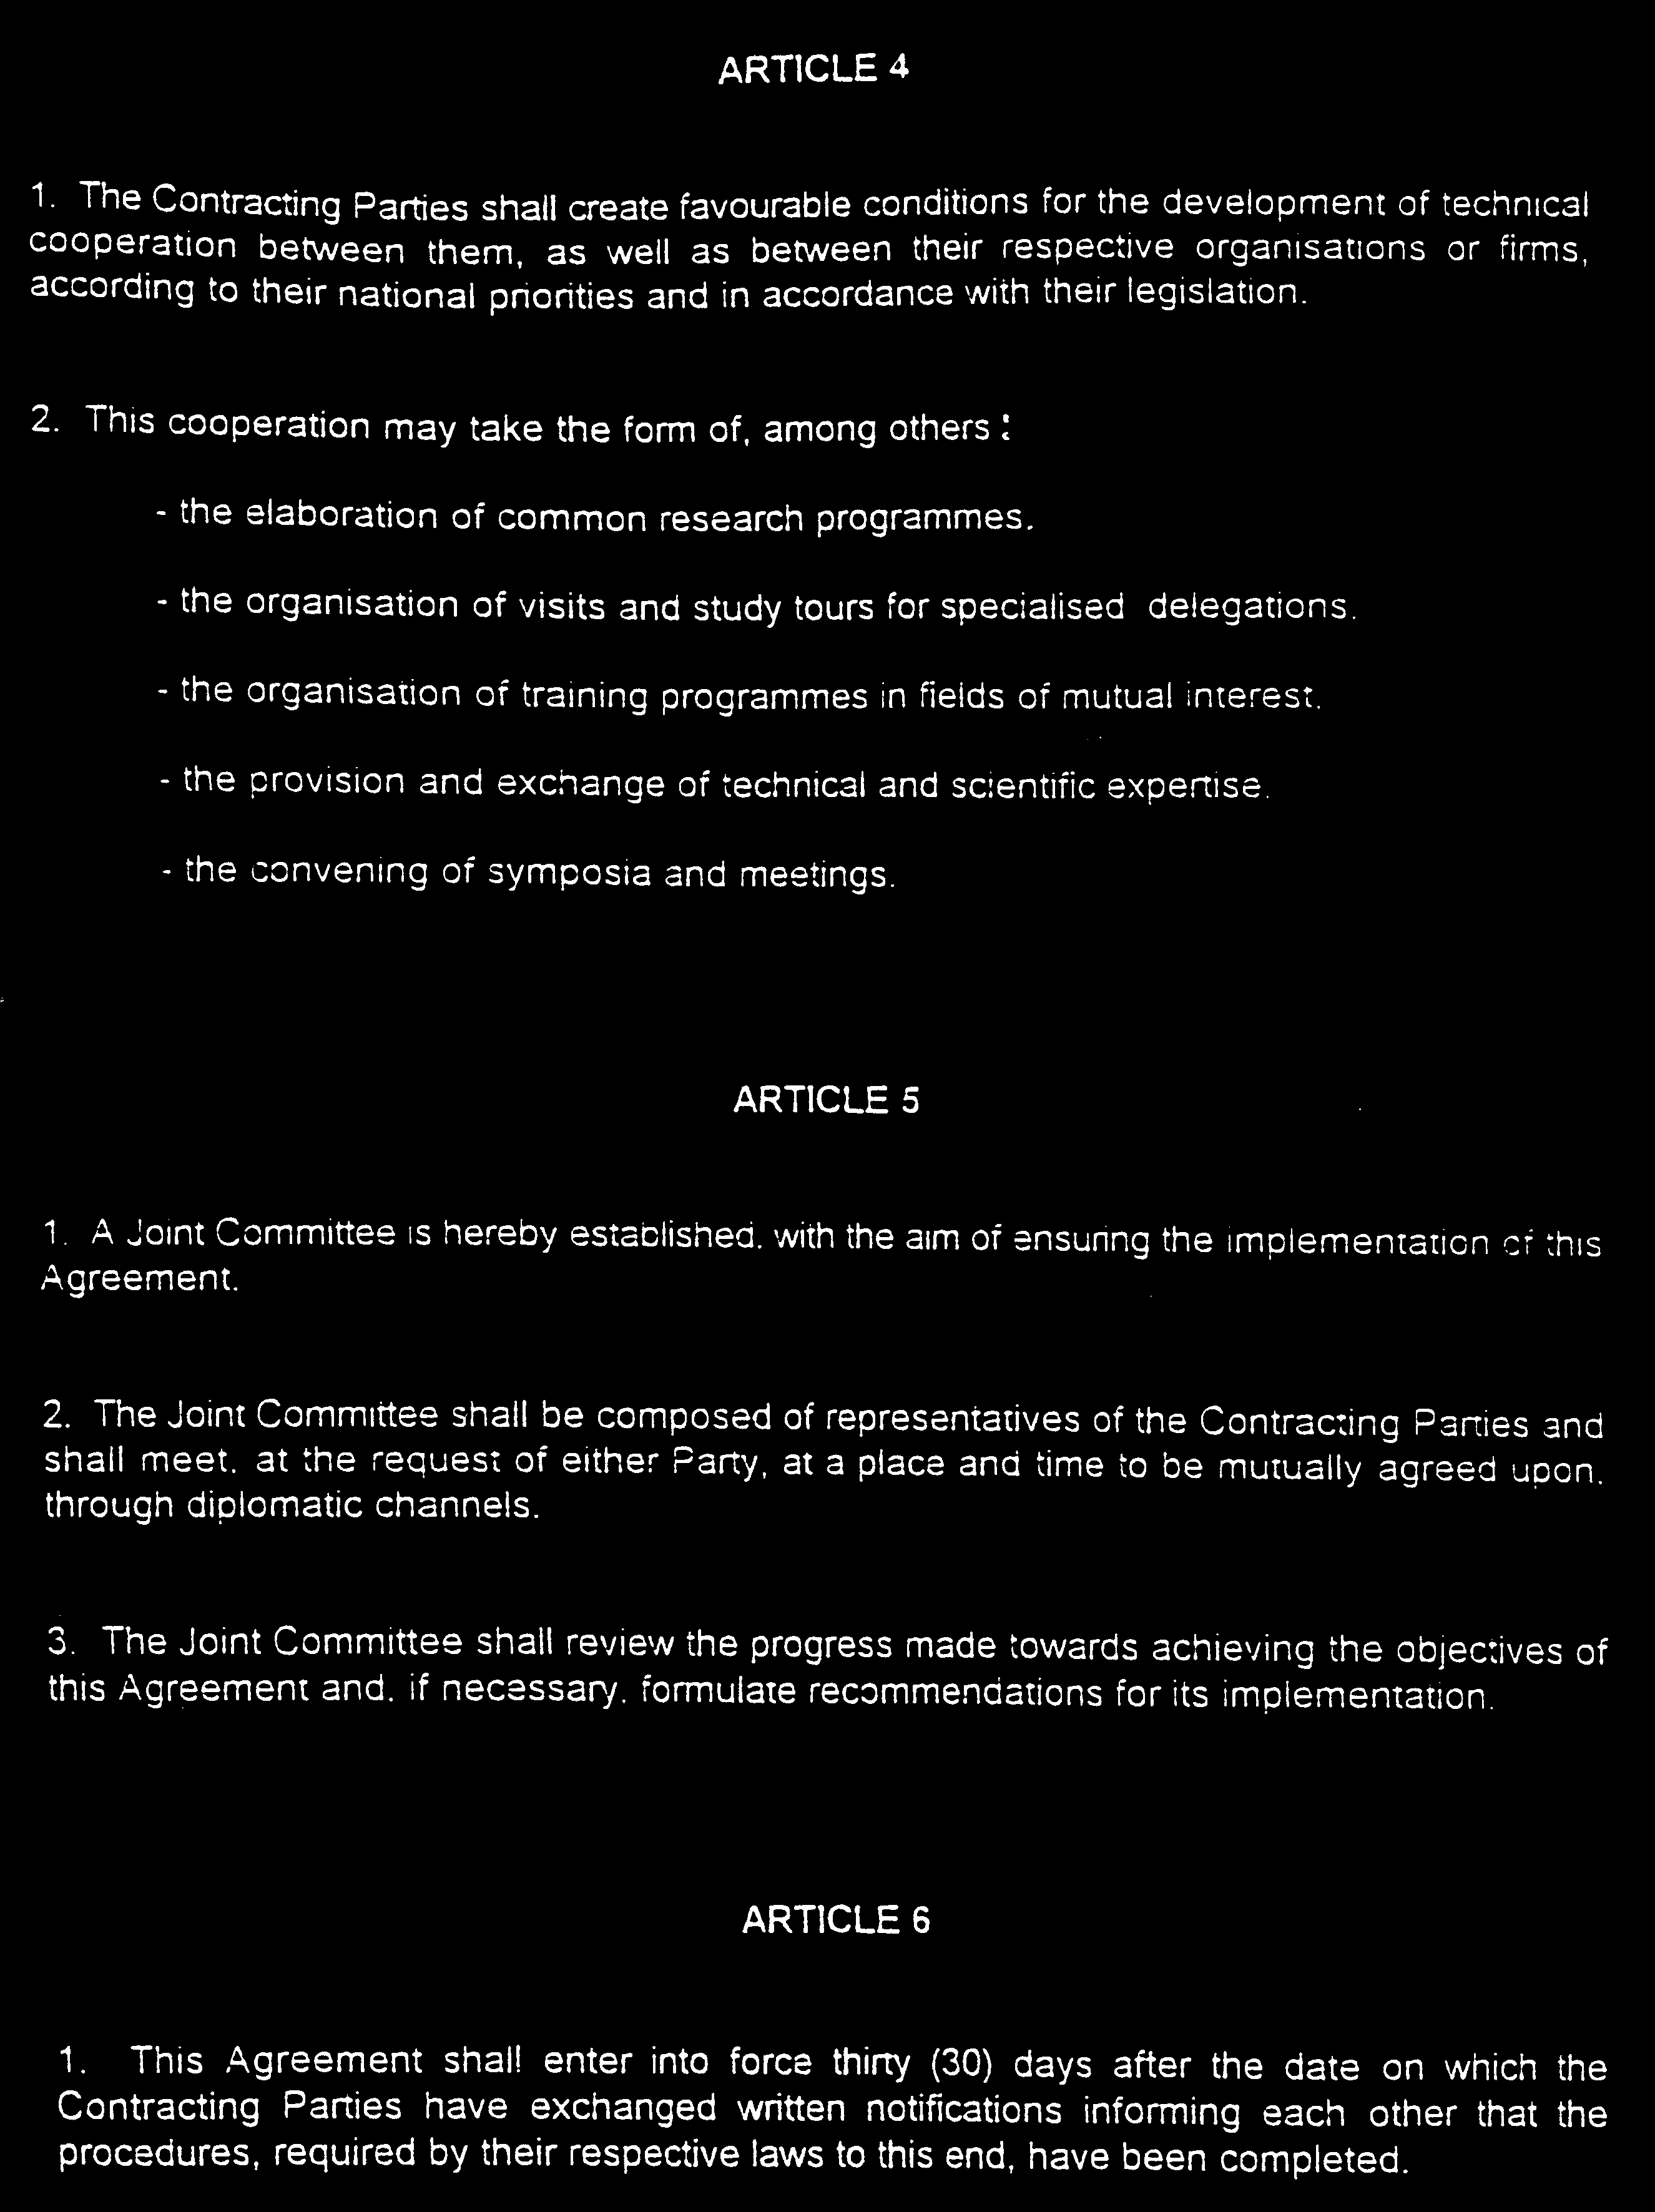 ARTICLE 4
1. The Contracting Parties shall create favourable conditions for the development of technical
cooperation between them, as well as between their respective organisations or firms,
according to their national priorities and in accordance with their legislation.
2. This cooperation may take the form of, among others :
- the elaboration of common research programmes.
- the organisation of visits and study tours for specialised delegations.
- the organisation of training programmes in fields of mutual interest.
- the provision and exchange of technical and scientific expertise.
- the convening of symposia and meetings.
ARTICLE 5
1. A Joint Committee is hereby established, with the aim of ensuring the implementation of this
Agreement.
2. The Joint Committee shall be composed of representatives of the Contracting Parties and
shall meet, at the request of either Party, at a place and time to be mutually agreed upon,
through diplomatic channels.
3. The Joint Committee shall review the progress made towards achieving the objectives of
this Agreement and, if necessary, formulate recommendations for its implementation.
ARTICLE 6
1. This Agreement shall enter into force thirty (30) days after the date on which the
Contracting Parties have exchanged written notifications informing each other that the
procedures, required by their respective laws to this end, have been completed.